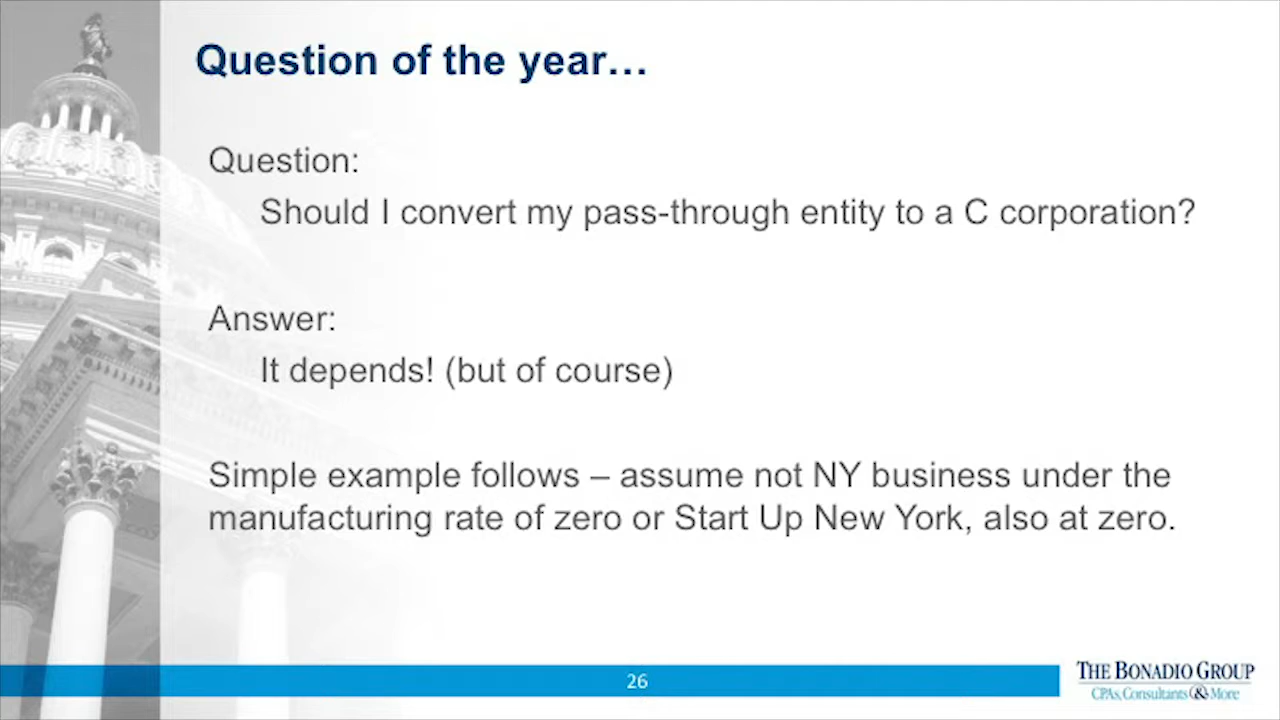 Question of the year…
Question:
Should I convert my pass-through entity to a C corporation?
Answer:
It depends! (but of course)
Simple example follows – assume not NY business under the
manufacturing rate of zero or Start Up New York, also at zero.
26
THE BONADIO GROUP
CPAs, Consultants & More